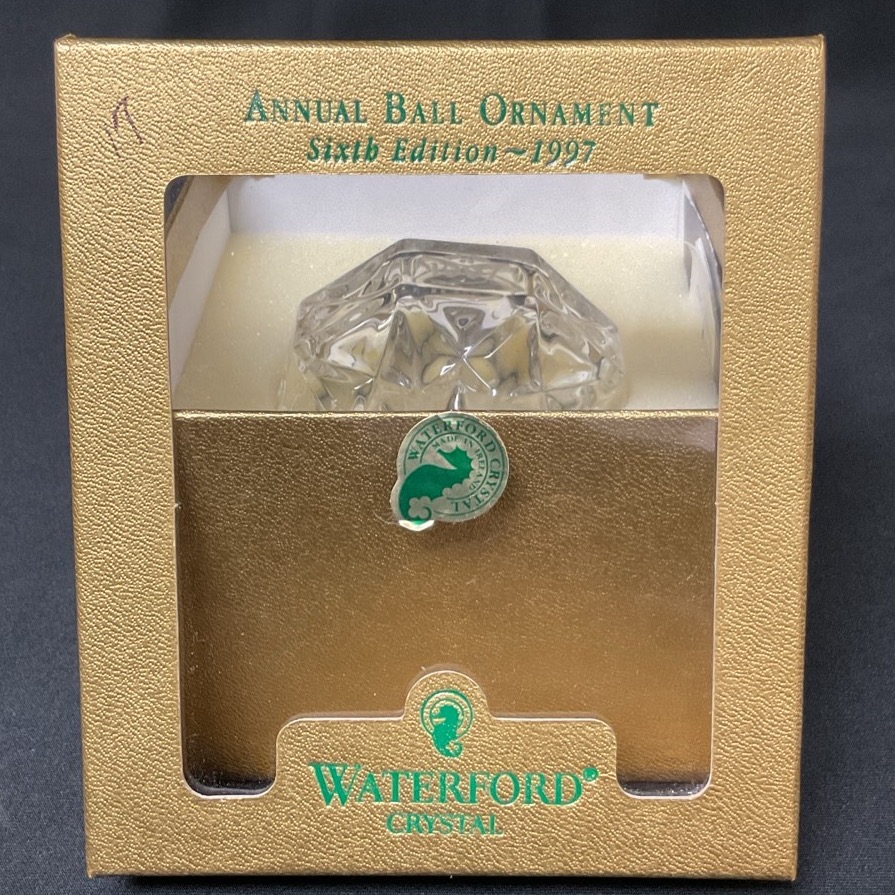 ANNUAL BALL ORNAMENT
Sixth Edition~1997
WATERFORD CRYSTAL
MADE IN IRELAND
WATERFORD®
CRYSTAL